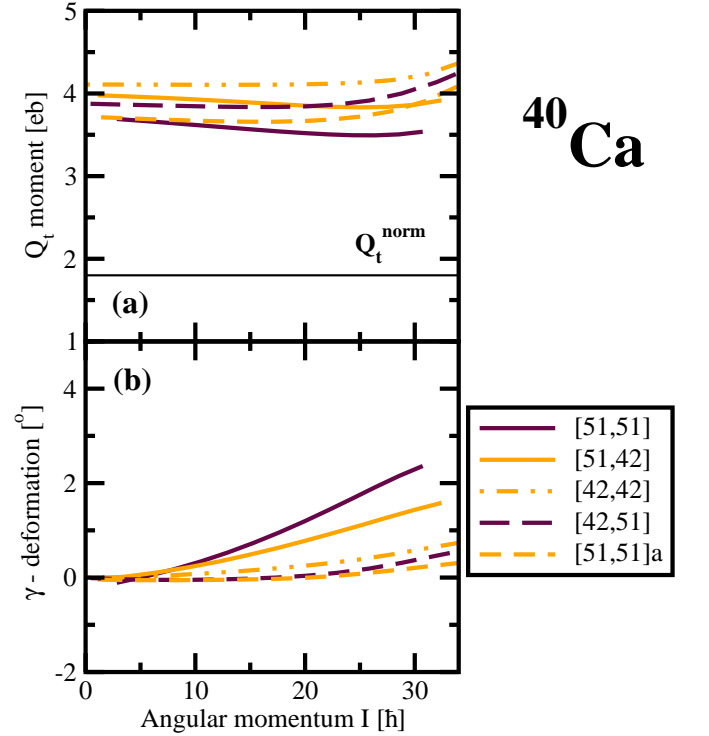 5
4
3
2
1
Q_t moment [eb]
Q_t^norm
(a)
⁴⁰Ca
(b)
4
2
0
-2
γ - deformation [°]
0
10
20
30
Angular momentum I [ħ]
[51,51]
[51,42]
[42,42]
[42,51]
[51,51]a